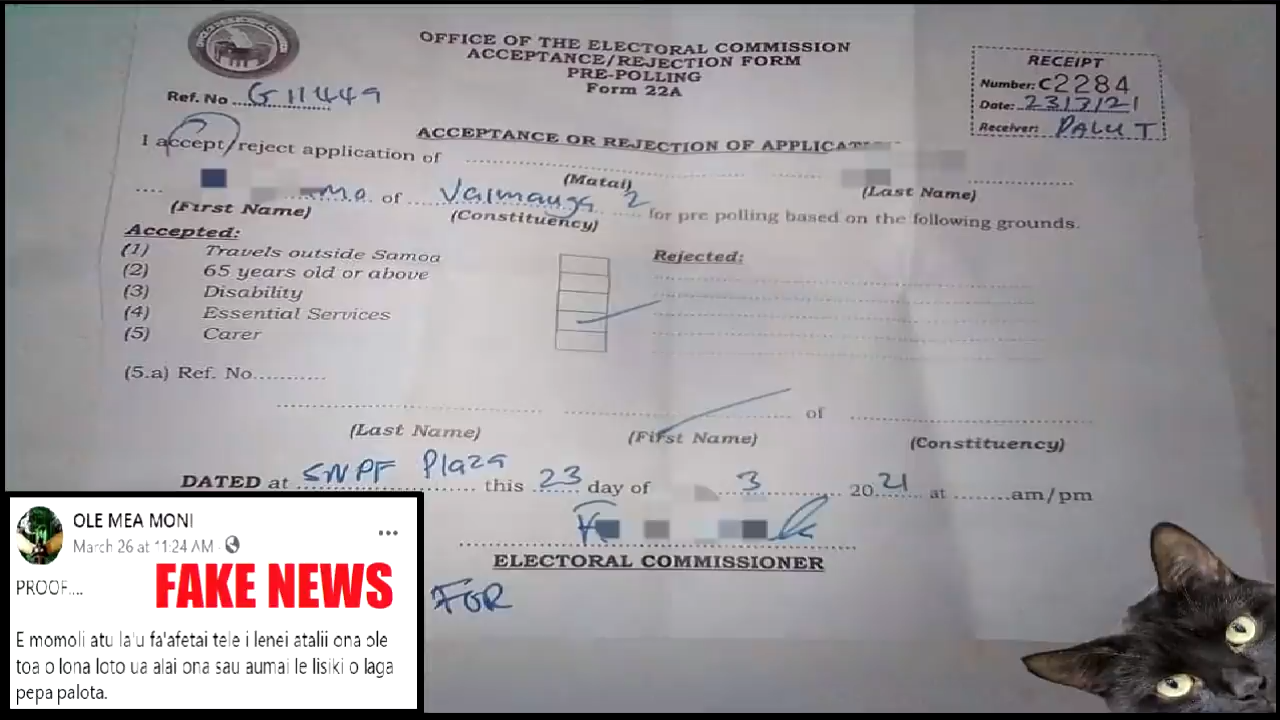 OFFICE OF THE ELECTORAL COMMISSION
ACCEPTANCE/REJECTION FORM
PRE-POLLING
Form 22A
RECEIPT
Number: C2284
Date: 23/3/21
Receiver: PALU T
Ref. No G11449
ACCEPTANCE OR REJECTION OF APPLICAT
I accept/reject application of
(Matai) (Last Name)
of Vaimauga 2 for pre polling based on the following grounds.
(First Name) (Constituency)
Accepted: Rejected:
(1) Travels outside Samoa
(2) 65 years old or above
(3) Disability
(4) Essential Services
(5) Carer
(5.a) Ref. No
of
(Last Name) (First Name) (Constituency)
DATED at SNPF Plaza this 23 day of 3 2021 at am/pm
ELECTORAL COMMISSIONER
FOR
OLE MEA MONI
March 26 at 11:24 AM
PROOF....
FAKE NEWS
E momoli atu la'u fa'afetai tele i lenei atalii ona ole
toa o lona loto ua alai ona sau aumai le lisiki o laga
pepa palota.